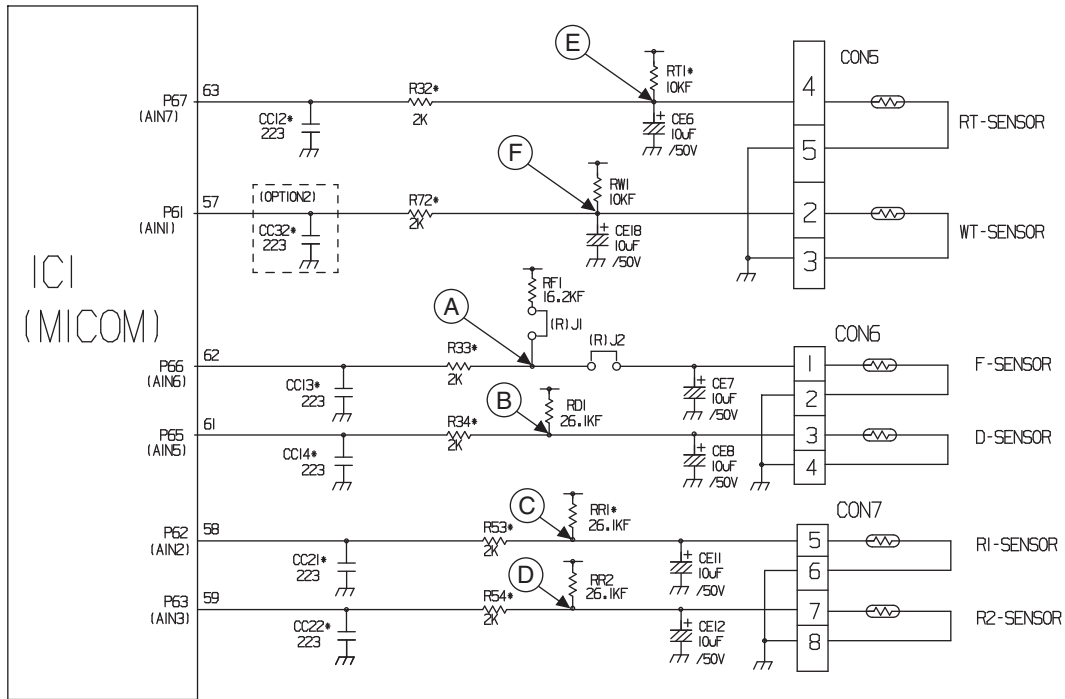 E
CON5
RT1*
10KF
R32*
2K
63
P67
(AIN7)
CC12*
223
+
CE6
10uF
/50V
4
RT-SENSOR
5
F
RW1
10KF
(OPTION2)
R72*
2K
57
P61
(AIN1)
CC32*
223
+
CE18
10uF
/50V
2
WT-SENSOR
3
IC1
(MICOM)
RF1
16.2KF
A
(R)J1
(R)J2
CON6
R33*
2K
62
P66
(AIN6)
CC13*
223
+
CE7
10uF
/50V
1
F-SENSOR
2
B
RD1
26.1KF
R34*
2K
61
P65
(AIN5)
CC14*
223
+
CE8
10uF
/50V
3
D-SENSOR
4
CON7
C
RR1*
26.1KF
R53*
2K
58
P62
(AIN2)
CC21*
223
+
CE11
10uF
/50V
5
R1-SENSOR
6
D
RR2
26.1KF
R54*
2K
59
P63
(AIN3)
CC22*
223
+
CE12
10uF
/50V
7
R2-SENSOR
8